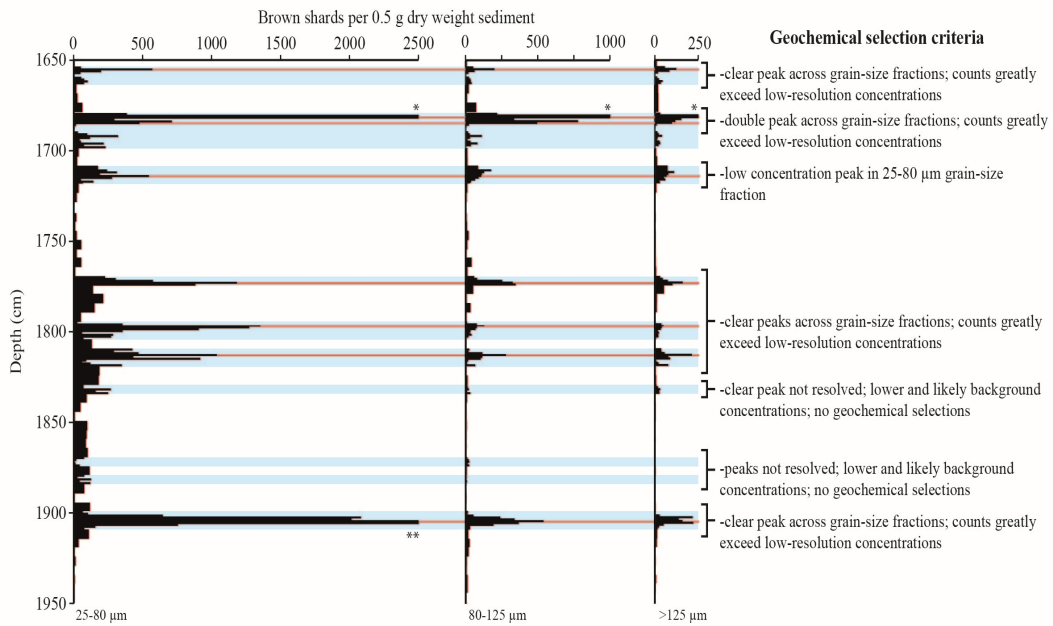 Brown shards per 0.5 g dry weight sediment
0 500 1000 1500 2000 2500 0 500 1000 0 250
Geochemical selection criteria
Depth (cm)
1650
1700
1750
1800
1850
1900
1950
-clear peak across grain-size fractions; counts greatly
exceed low-resolution concentrations
* * *
-double peak across grain-size fractions; counts greatly
exceed low-resolution concentrations
-low concentration peak in 25-80 µm grain-size
fraction
-clear peaks across grain-size fractions; counts greatly
exceed low-resolution concentrations
-clear peak not resolved; lower and likely background
concentrations; no geochemical selections
-peaks not resolved; lower and likely background
concentrations; no geochemical selections
-clear peak across grain-size fractions; counts greatly
exceed low-resolution concentrations
**
25-80 µm 80-125 µm >125 µm